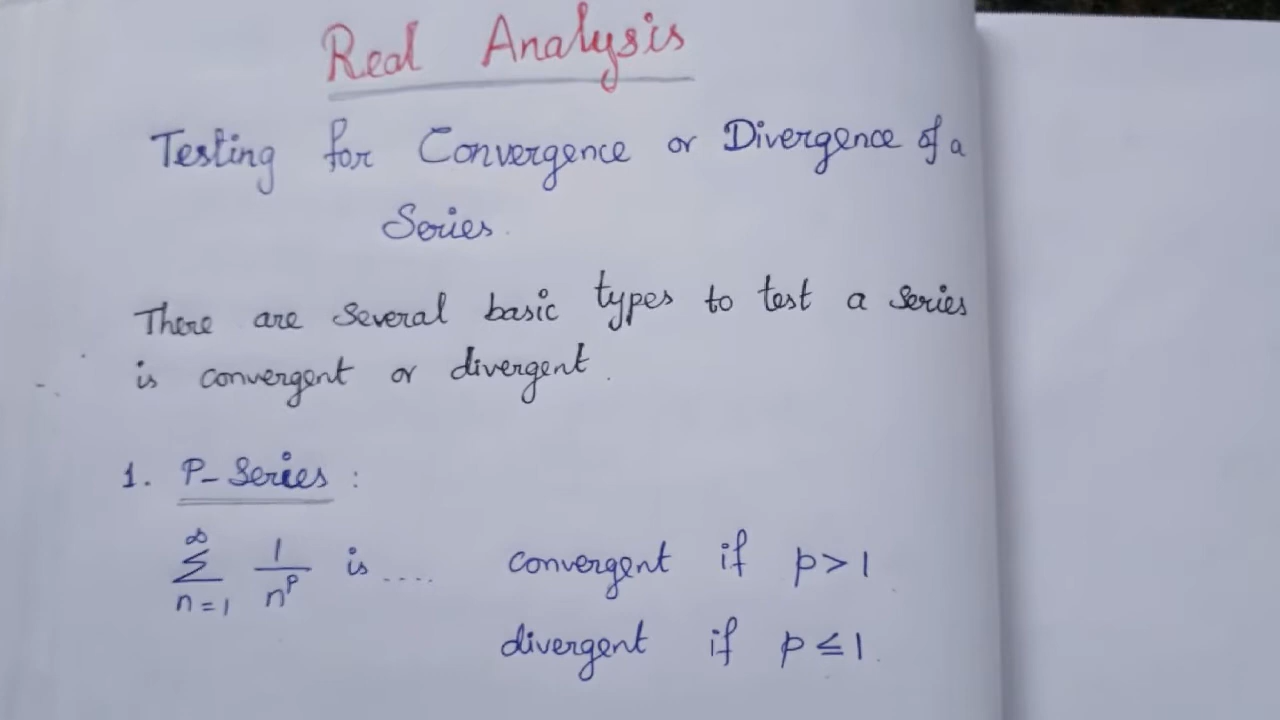 Real Analysis
Testing for Convergence or Divergence of a
Series.
There are several basic types to test a series
is convergent or divergent.
1. P-Series :
∞
∑ 1/n^p is .... convergent if p>1
n=1
divergent if p≤1.